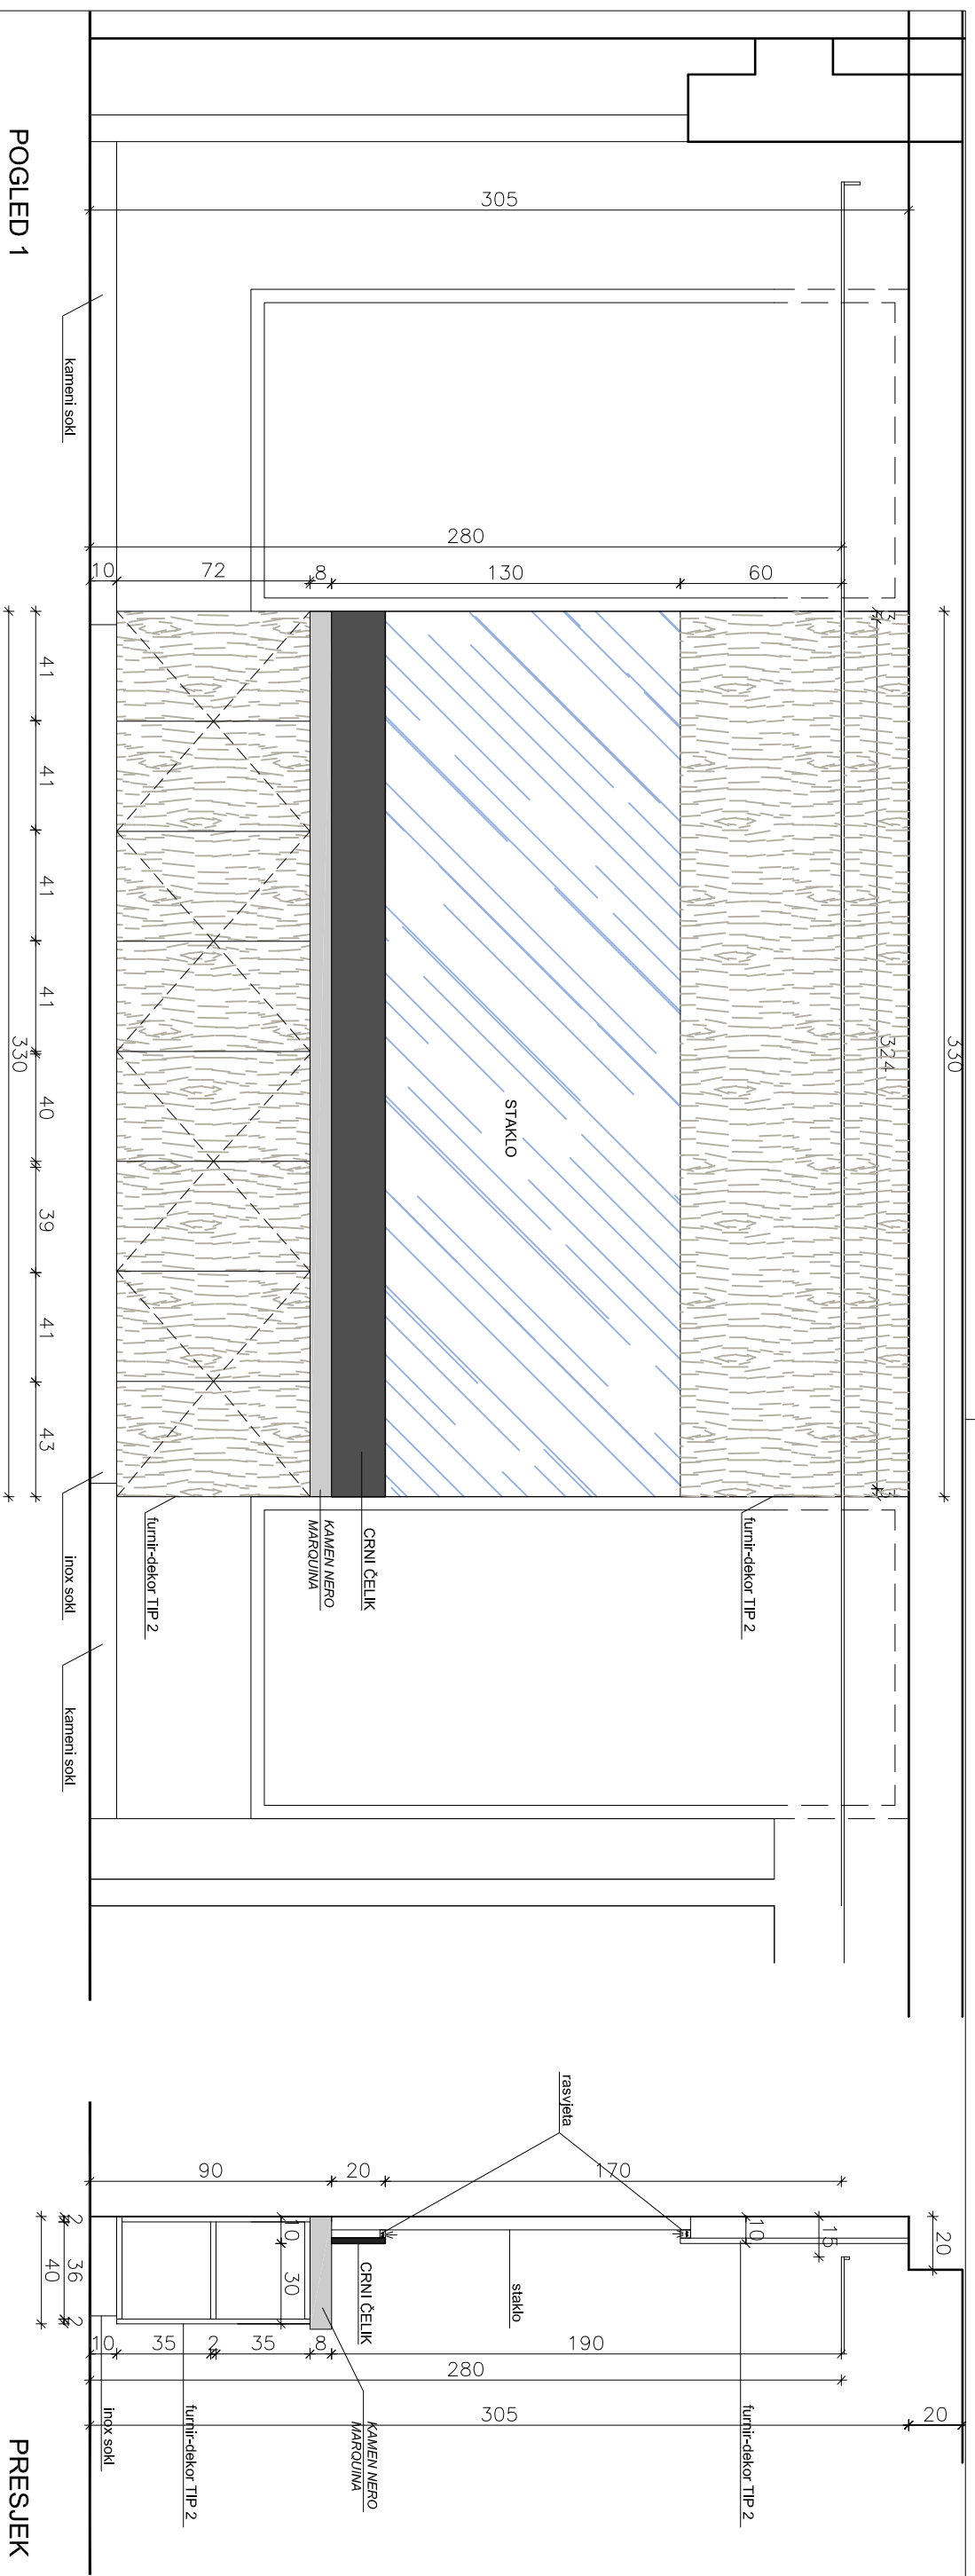 330
3
324
3
305
280
60
130
8
72
10
STAKLO
furnir-dekor TIP 2
CRNI ČELIK
KAMEN NERO
MARQUINA
furnir-dekor TIP 2
inox sokl
kameni sokl
kameni sokl
41
41
41
41
40
39
41
43
330
POGLED 1
20
20
15
10
170
20
90
rasvjeta
staklo
CRNI ČELIK
furnir-dekor TIP 2
190
280
305
8
35
2
35
10
10
30
2
36
2
40
KAMEN NERO
MARQUINA
furnir-dekor TIP 2
inox sokl
PRESJEK